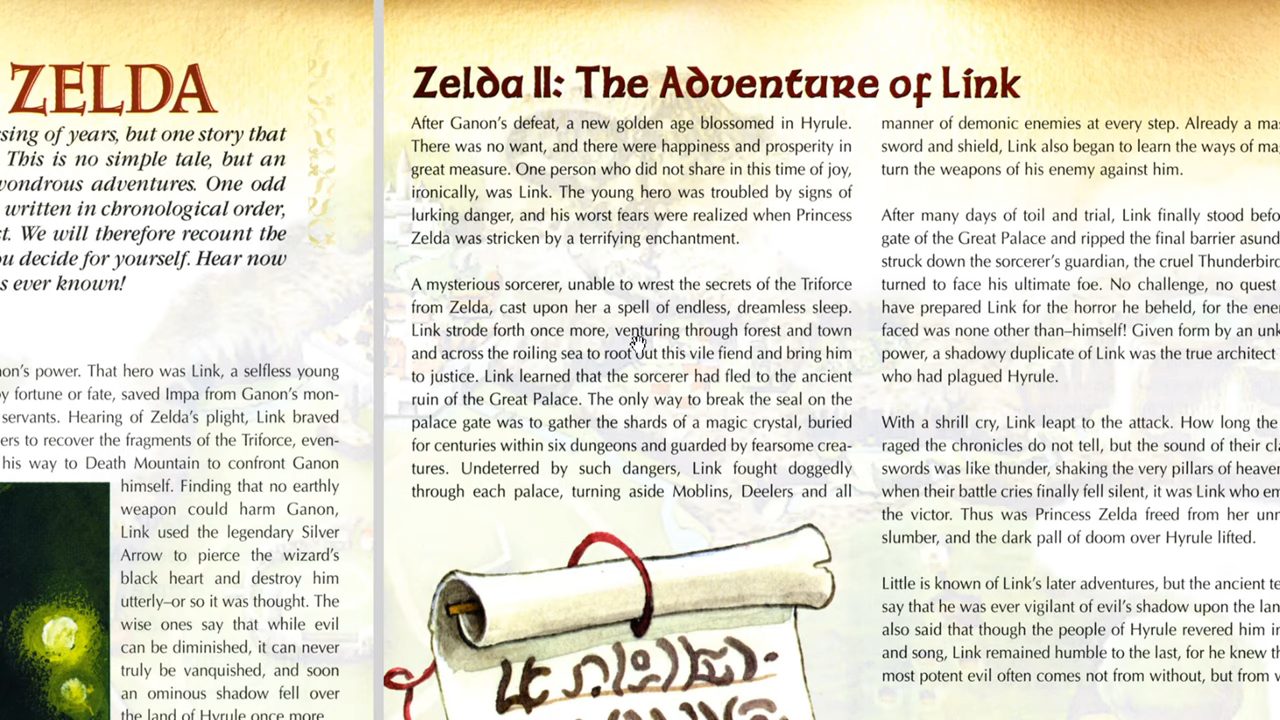 ZELDA
sing of years, but one story that
This is no simple tale, but an
wondrous adventures. One odd
written in chronological order,
st. We will therefore recount the
ou decide for yourself. Hear now
s ever known!
non's power. That hero was Link, a selfless young
by fortune or fate, saved Impa from Ganon's mon-
servants. Hearing of Zelda's plight, Link braved
ers to recover the fragments of the Triforce, even-
his way to Death Mountain to confront Ganon
himself. Finding that no earthly
weapon could harm Ganon,
Link used the legendary Silver
Arrow to pierce the wizard's
black heart and destroy him
utterly–or so it was thought. The
wise ones say that while evil
can be diminished, it can never
truly be vanquished, and soon
an ominous shadow fell over
the land of Hyrule once more
Zelda II: The Adventure of Link
After Ganon's defeat, a new golden age blossomed in Hyrule.
There was no want, and there were happiness and prosperity in
great measure. One person who did not share in this time of joy,
ironically, was Link. The young hero was troubled by signs of
lurking danger, and his worst fears were realized when Princess
Zelda was stricken by a terrifying enchantment.
A mysterious sorcerer, unable to wrest the secrets of the Triforce
from Zelda, cast upon her a spell of endless, dreamless sleep.
Link strode forth once more, venturing through forest and town
and across the roiling sea to root out this vile fiend and bring him
to justice. Link learned that the sorcerer had fled to the ancient
ruin of the Great Palace. The only way to break the seal on the
palace gate was to gather the shards of a magic crystal, buried
for centuries within six dungeons and guarded by fearsome crea-
tures. Undeterred by such dangers, Link fought doggedly
through each palace, turning aside Moblins, Deelers and all
manner of demonic enemies at every step. Already a ma
sword and shield, Link also began to learn the ways of mag
turn the weapons of his enemy against him.
After many days of toil and trial, Link finally stood befo
gate of the Great Palace and ripped the final barrier asund
struck down the sorcerer's guardian, the cruel Thunderbird
turned to face his ultimate foe. No challenge, no quest
have prepared Link for the horror he beheld, for the ene
faced was none other than–himself! Given form by an unk
power, a shadowy duplicate of Link was the true architect
who had plagued Hyrule.
With a shrill cry, Link leapt to the attack. How long the
raged the chronicles do not tell, but the sound of their cla
swords was like thunder, shaking the very pillars of heaven
when their battle cries finally fell silent, it was Link who em
the victor. Thus was Princess Zelda freed from her unn
slumber, and the dark pall of doom over Hyrule lifted.
Little is known of Link's later adventures, but the ancient te
say that he was ever vigilant of evil's shadow upon the lan
also said that though the people of Hyrule revered him in
and song, Link remained humble to the last, for he knew th
most potent evil often comes not from without, but from w